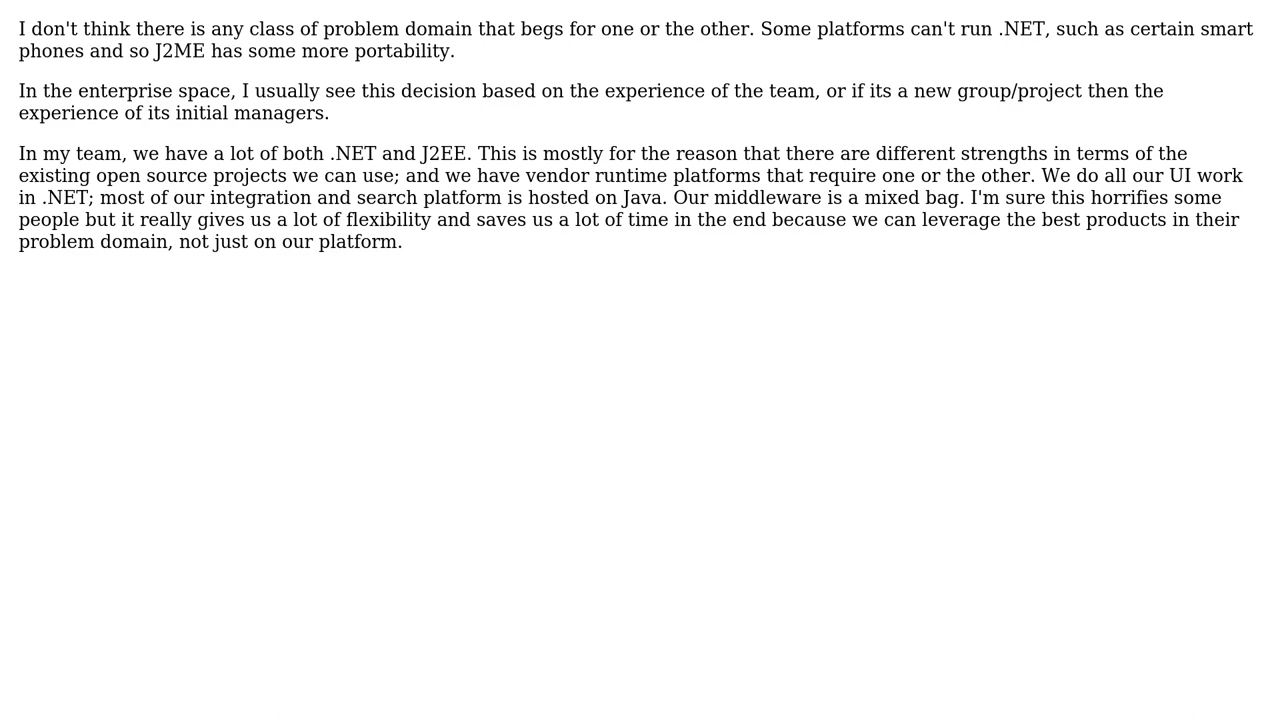 I don't think there is any class of problem domain that begs for one or the other. Some platforms can't run .NET, such as certain smart
phones and so J2ME has some more portability.
In the enterprise space, I usually see this decision based on the experience of the team, or if its a new group/project then the
experience of its initial managers.
In my team, we have a lot of both .NET and J2EE. This is mostly for the reason that there are different strengths in terms of the
existing open source projects we can use; and we have vendor runtime platforms that require one or the other. We do all our UI work
in .NET; most of our integration and search platform is hosted on Java. Our middleware is a mixed bag. I'm sure this horrifies some
people but it really gives us a lot of flexibility and saves us a lot of time in the end because we can leverage the best products in their
problem domain, not just on our platform.